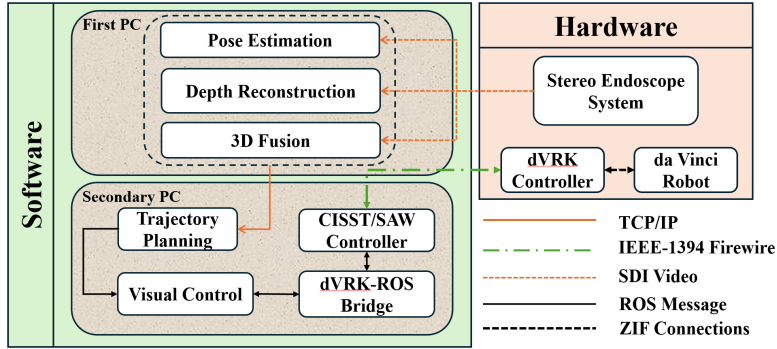 Software
First PC
Pose Estimation
Depth Reconstruction
3D Fusion
Secondary PC
Trajectory
Planning
CISST/SAW
Controller
Visual Control
dVRK-ROS
Bridge
Hardware
Stereo Endoscope
System
dVRK
Controller
da Vinci
Robot
TCP/IP
IEEE-1394 Firewire
SDI Video
ROS Message
ZIF Connections